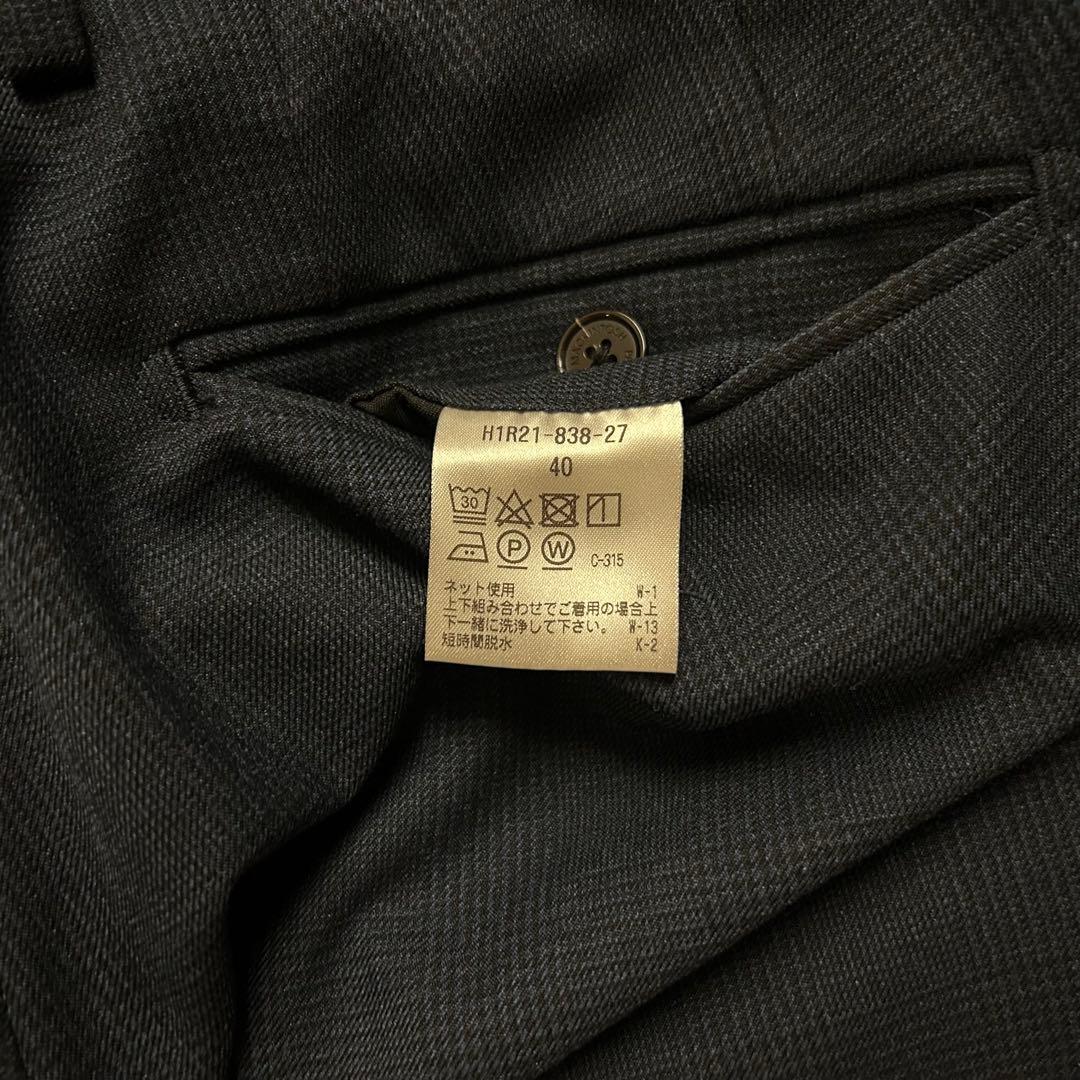 MACKINTOSH
H1R21-838-27
40
30
P W C-315
ネット使用 W-1
上下組み合わせでご着用の場合上
下一緒に洗浄して下さい。 W-13
短時間脱水 K-2